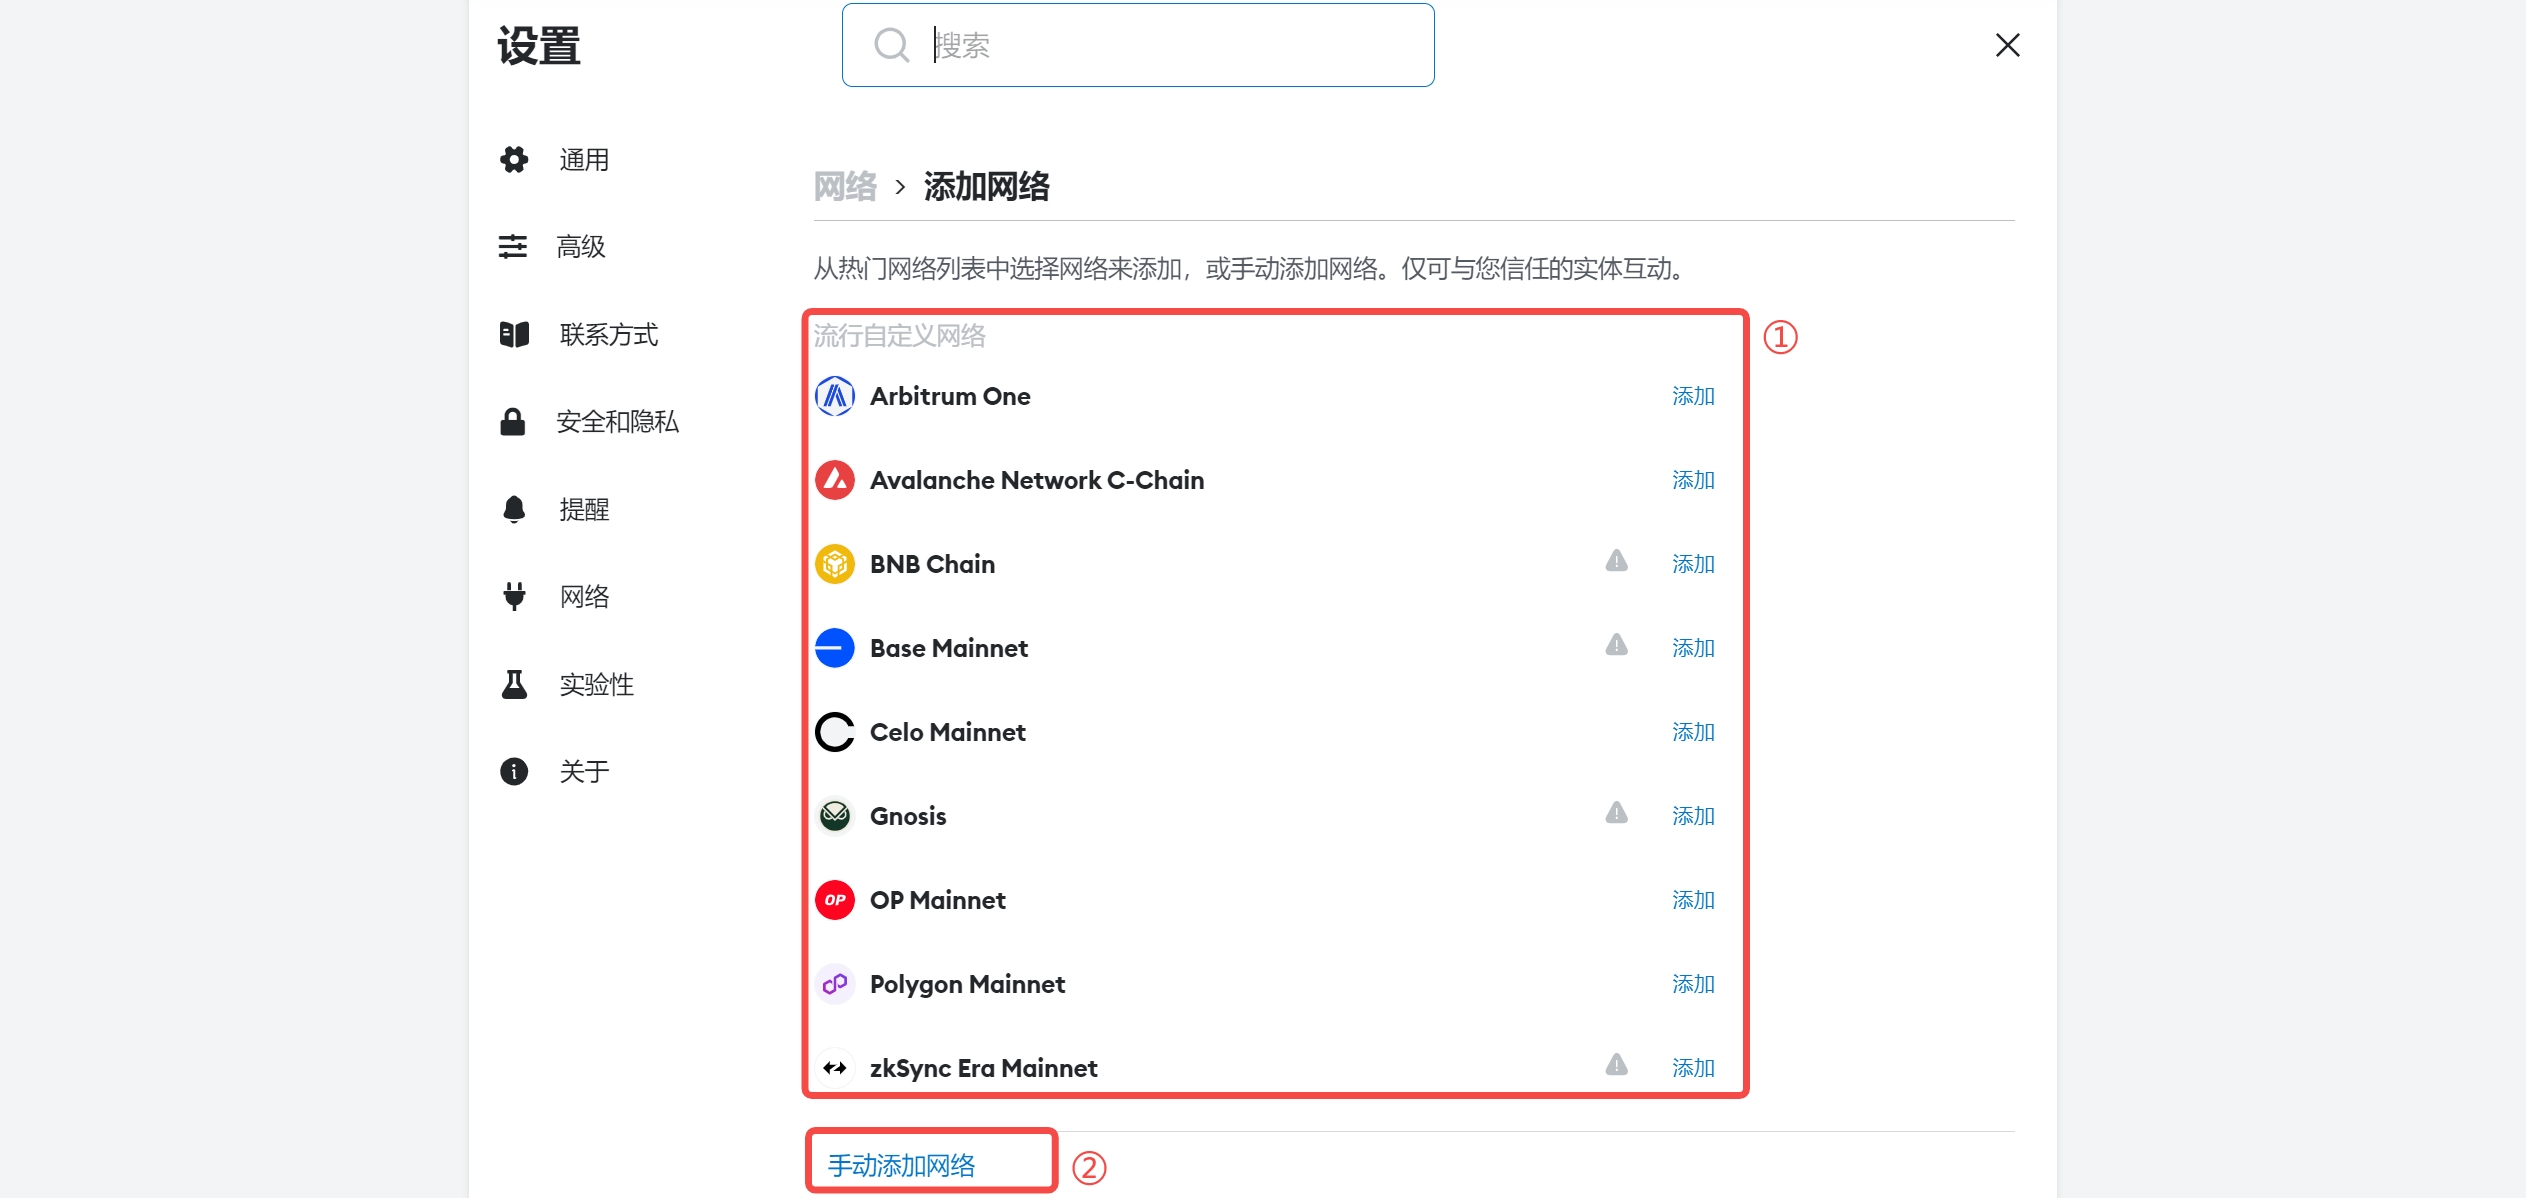 设置
搜索
通用
高级
联系方式
安全和隐私
提醒
网络
实验性
关于
网络 > 添加网络
从热门网络列表中选择网络来添加，或手动添加网络。仅可与您信任的实体互动。
流行自定义网络 ①
Arbitrum One 添加
Avalanche Network C-Chain 添加
BNB Chain 添加
Base Mainnet 添加
Celo Mainnet 添加
Gnosis 添加
OP OP Mainnet 添加
Polygon Mainnet 添加
zkSync Era Mainnet 添加
手动添加网络 ②